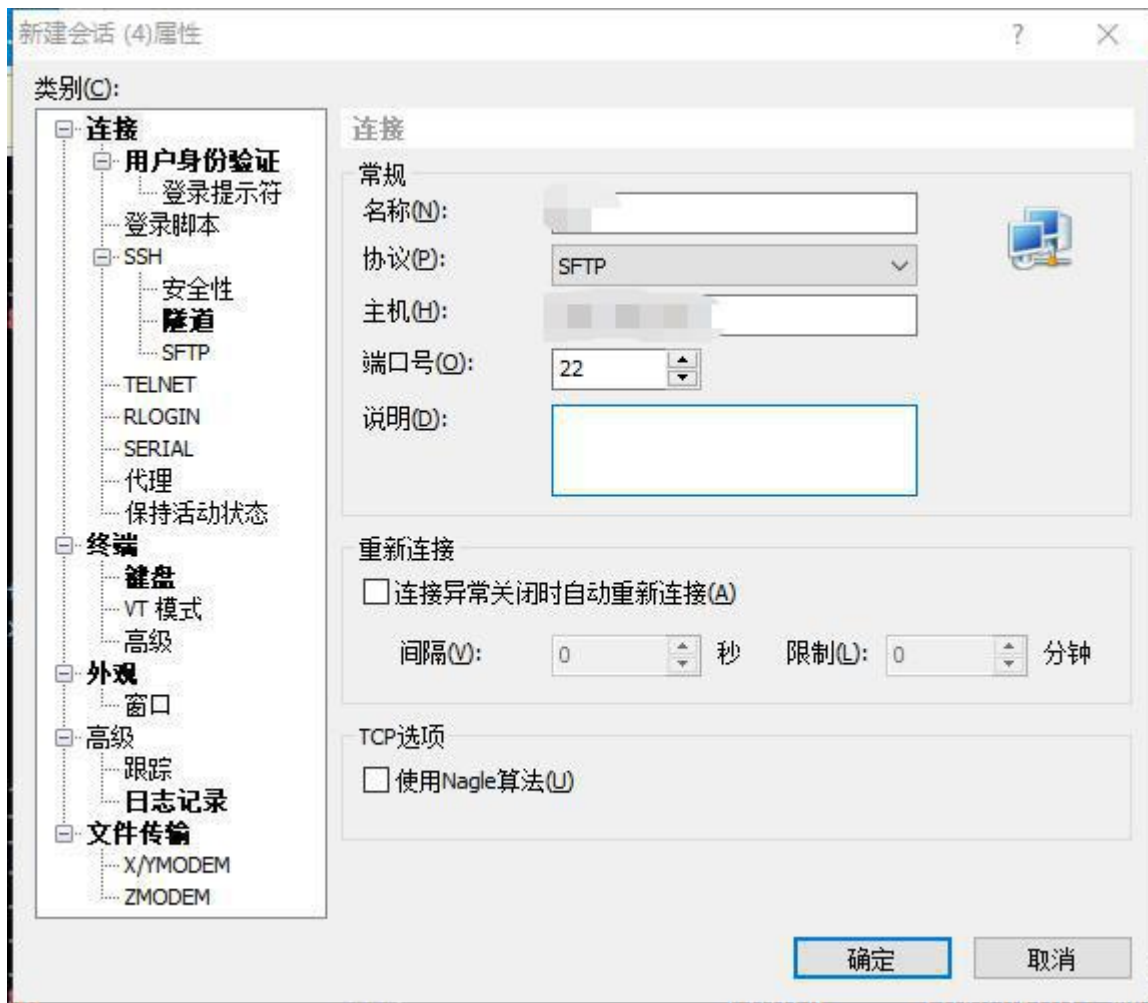 新建会话 (4)属性
?
类别(C):
连接
用户身份验证
登录提示符
登录脚本
SSH
安全性
隧道
SFTP
TELNET
RLOGIN
SERIAL
代理
保持活动状态
终端
键盘
VT 模式
高级
外观
窗口
高级
跟踪
日志记录
文件传输
X/YMODEM
ZMODEM
连接
常规
名称(N):
协议(P): SFTP
主机(H):
端口号(O): 22
说明(D):
重新连接
连接异常关闭时自动重新连接(A)
间隔(V): 0 秒 限制(L): 0 分钟
TCP选项
使用Nagle算法(U)
确定 取消